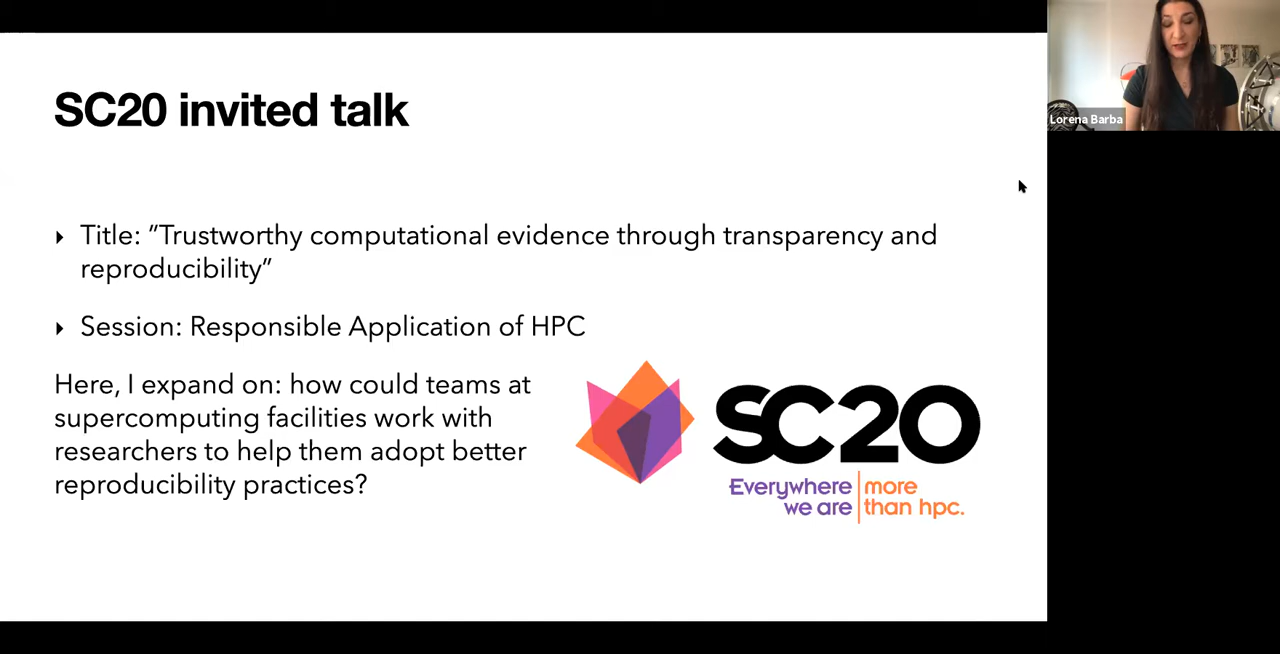 SC20 invited talk
Lorena Barba
‣ Title: ”Trustworthy computational evidence through transparency and
reproducibility”
‣ Session: Responsible Application of HPC
Here, I expand on: how could teams at
supercomputing facilities work with
researchers to help them adopt better
reproducibility practices?
SC20
Everywhere more
we are than hpc.